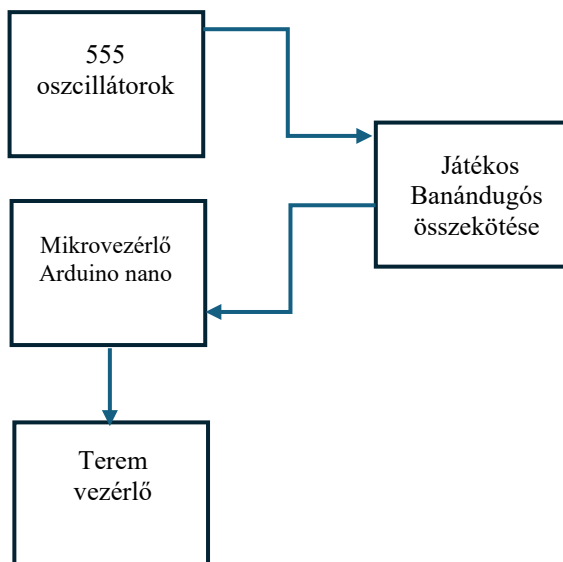 555
oszcillátorok
Játékos
Banándugós
összekötése
Mikrovezérlő
Arduino nano
Terem
vezérlő